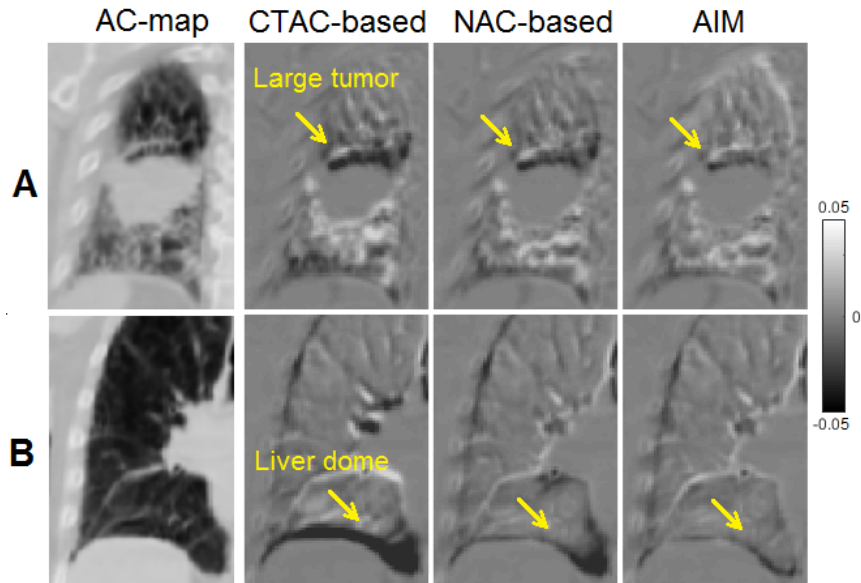 AC-map CTAC-based NAC-based AIM
Large tumor
A
0.05
0
-0.05
B
Liver dome